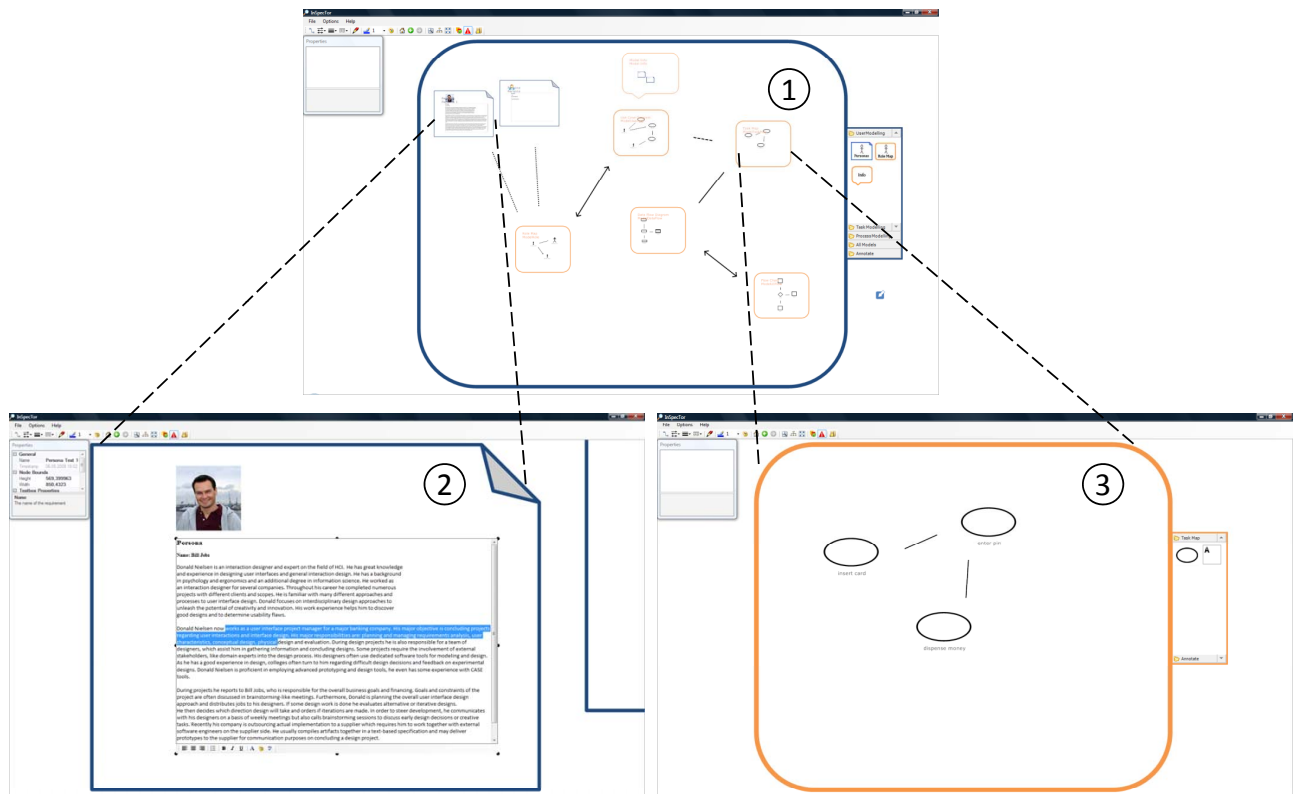 InSpecTor
File Options Help
Properties
1
1
UserModelling
Personas
Role Map
Info
Task Modelling
ProcessModelling
All Models
Annotate
InSpecTor
File Options Help
1
Properties
General
Name Persona Text 1
Timestamp
Node Bounds
Height 569,399963
Width 850,4323
Textbox Properties
Name
The name of the requirement
2
Persona
Name: Bill Jobs
Donald Nielsen is an interaction designer and expert on the field of HCI. He has great knowledge
and experience in designing user interfaces and general interaction design. He has a background
in psychology and ergonomics and an additional degree in information science. He worked as
an interaction designer for several companies. Throughout his career he completed numerous
projects with different clients and scopes. He is familiar with many different approaches and
processes to user interface design. Donald focuses on interdisciplinary design approaches to
unleash the potential of creativity and innovation. His work experience helps him to discover
good designs and to determine usability flaws.
Donald Nielsen now works as a user interface project manager for a major banking company. His major objective is concluding projects
regarding user interactions and interface design. His major responsibilities are: planning and managing requirements analysis, user
characteristics, conceptual design, physical design and evaluation. During design projects he is also responsible for a team of
designers, which assist him in gathering information and concluding designs. Some projects require the involvement of external
stakeholders, like domain experts into the design process. His designers often use dedicated software tools for modeling and design.
As he has a good experience in design, colleges often turn to him regarding difficult design decisions and feedback on experimental
designs. Donald Nielsen is proficient in employing advanced prototyping and design tools, he even has some experience with CASE
tools.
During projects he reports to Bill Jobs, who is responsible for the overall business goals and financing. Goals and constraints of the
project are often discussed in brainstorming-like meetings. Furthermore, Donald is planning the overall user interface design
approach and distributes jobs to his designers. If some design work is done he evaluates alternative or iterative designs.
He then decides which direction design will take and orders if iterations are made. In order to steer development, he communicates
with his designers on a basis of weekly meetings but also calls brainstorming sessions to discuss early design decisions or creative
tasks. Recently his company is outsourcing actual implementation to a supplier which requires him to work together with external
software engineers on the supplier side. He usually compiles artifacts together in a text-based specification and may deliver
prototypes to the supplier for communication purposes on concluding a design project.
B I U A
InSpecTor
File Options Help
1
Properties
3
insert card
enter pin
dispense money
Task Map
A
Annotate